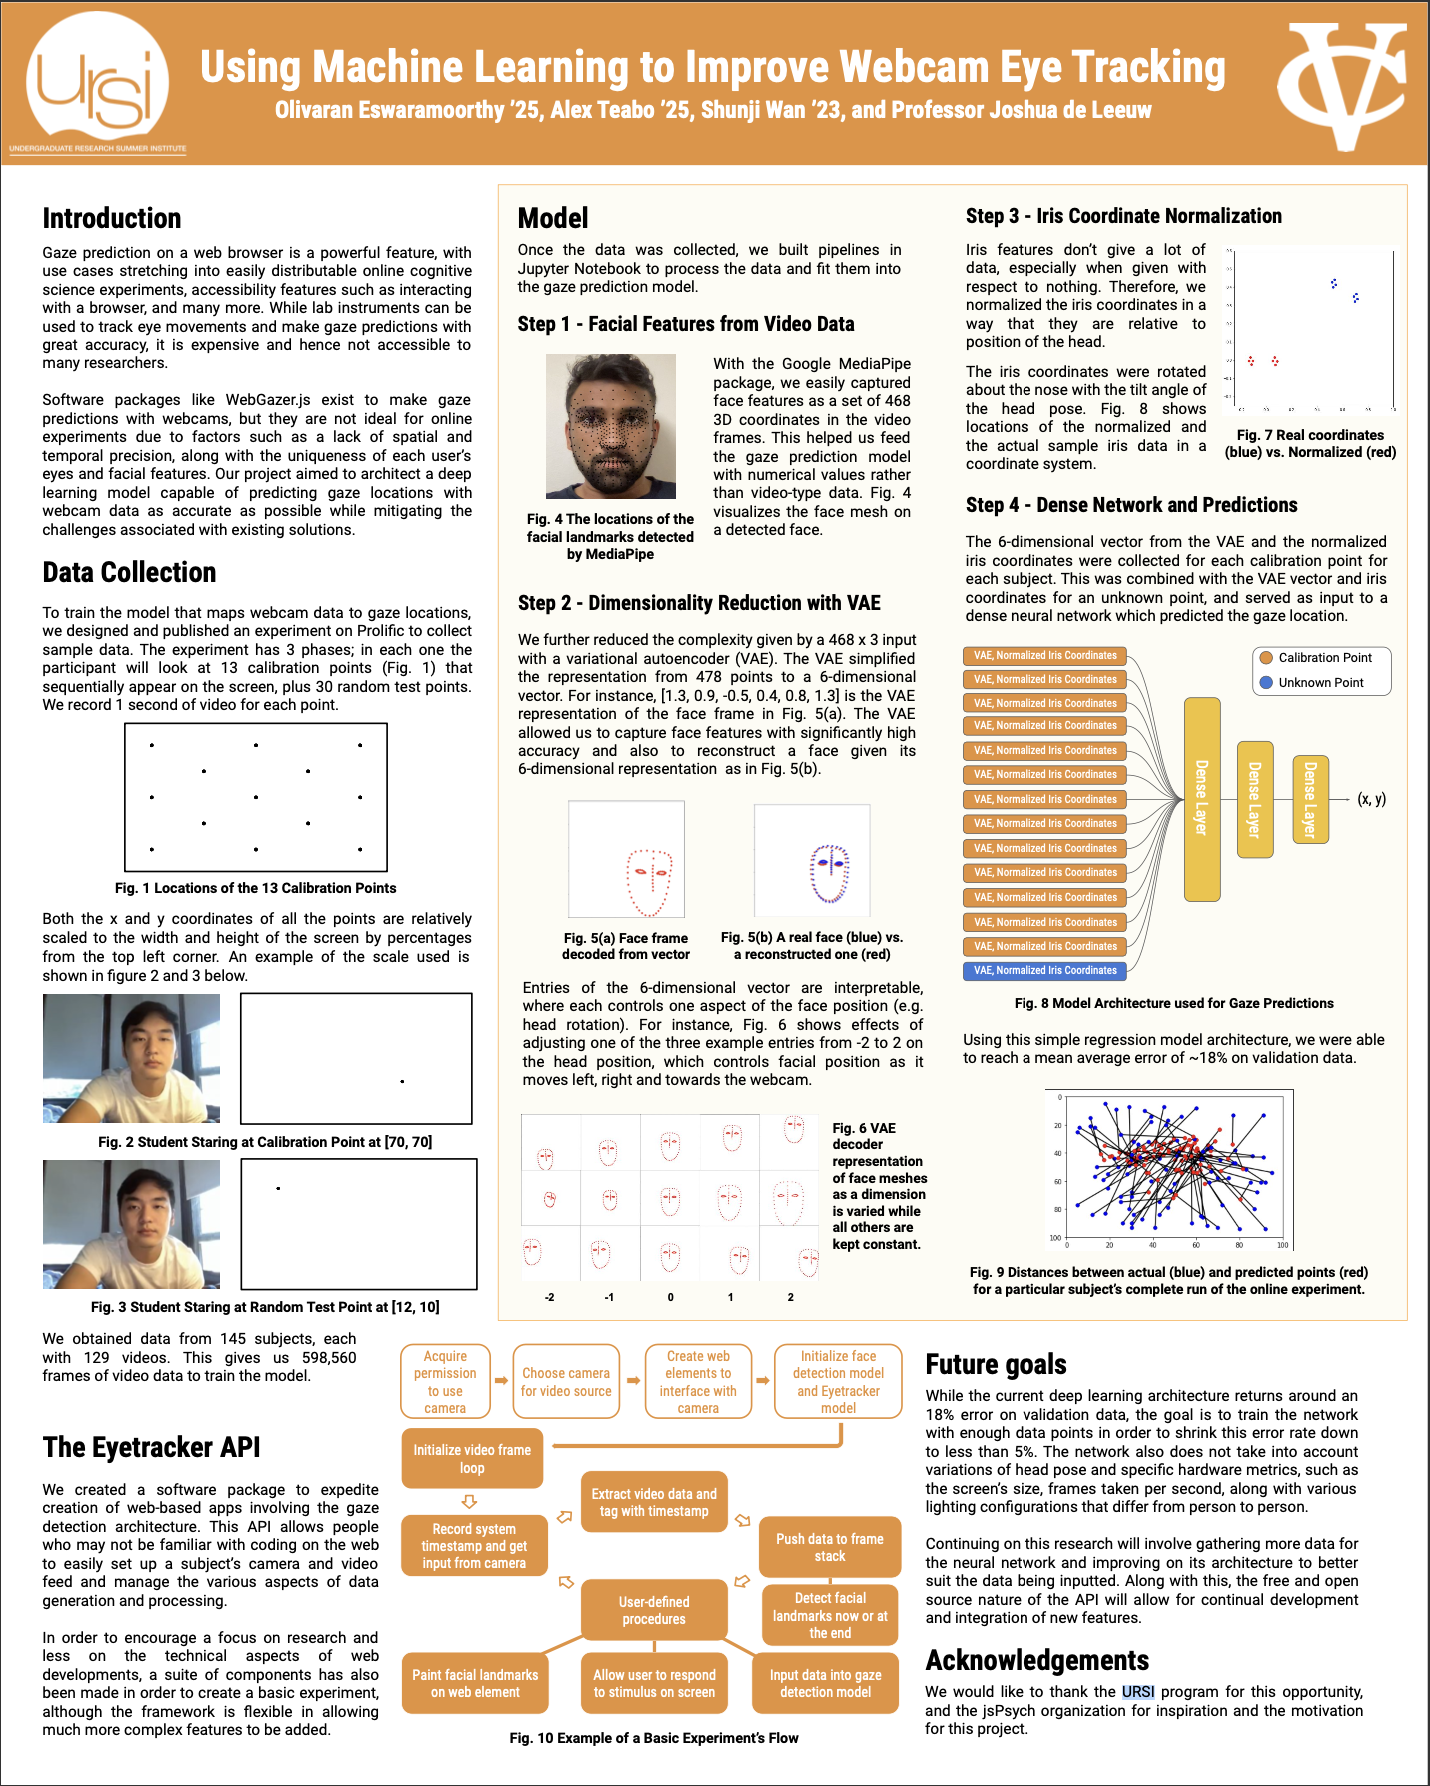 ursi
UNDERGRADUATE RESEARCH SUMMER INSTITUTE
Using Machine Learning to Improve Webcam Eye Tracking
Olivaran Eswaramoorthy ’25, Alex Teabo ’25, Shunji Wan ’23, and Professor Joshua de Leeuw
VC
Introduction
Gaze prediction on a web browser is a powerful feature, with
use cases stretching into easily distributable online cognitive
science experiments, accessibility features such as interacting
with a browser, and many more. While lab instruments can be
used to track eye movements and make gaze predictions with
great accuracy, it is expensive and hence not accessible to
many researchers.
Software packages like WebGazer.js exist to make gaze
predictions with webcams, but they are not ideal for online
experiments due to factors such as a lack of spatial and
temporal precision, along with the uniqueness of each user’s
eyes and facial features. Our project aimed to architect a deep
learning model capable of predicting gaze locations with
webcam data as accurate as possible while mitigating the
challenges associated with existing solutions.
Data Collection
To train the model that maps webcam data to gaze locations,
we designed and published an experiment on Prolific to collect
sample data. The experiment has 3 phases; in each one the
participant will look at 13 calibration points (Fig. 1) that
sequentially appear on the screen, plus 30 random test points.
We record 1 second of video for each point.
Fig. 1 Locations of the 13 Calibration Points
Both the x and y coordinates of all the points are relatively
scaled to the width and height of the screen by percentages
from the top left corner. An example of the scale used is
shown in figure 2 and 3 below.
Fig. 2 Student Staring at Calibration Point at [70, 70]
Fig. 3 Student Staring at Random Test Point at [12, 10]
We obtained data from 145 subjects, each
with 129 videos. This gives us 598,560
frames of video data to train the model.
The Eyetracker API
We created a software package to expedite
creation of web-based apps involving the gaze
detection architecture. This API allows people
who may not be familiar with coding on the web
to easily set up a subject’s camera and video
feed and manage the various aspects of data
generation and processing.
In order to encourage a focus on research and
less on the technical aspects of web
developments, a suite of components has also
been made in order to create a basic experiment,
although the framework is flexible in allowing
much more complex features to be added.
Model
Once the data was collected, we built pipelines in
Jupyter Notebook to process the data and fit them into
the gaze prediction model.
Step 1 - Facial Features from Video Data
With the Google MediaPipe
package, we easily captured
face features as a set of 468
3D coordinates in the video
frames. This helped us feed
the gaze prediction model
with numerical values rather
than video-type data. Fig. 4
visualizes the face mesh on
a detected face.
Fig. 4 The locations of the
facial landmarks detected
by MediaPipe
Step 2 - Dimensionality Reduction with VAE
We further reduced the complexity given by a 468 x 3 input
with a variational autoencoder (VAE). The VAE simplified
the representation from 478 points to a 6-dimensional
vector. For instance, [1.3, 0.9, -0.5, 0.4, 0.8, 1.3] is the VAE
representation of the face frame in Fig. 5(a). The VAE
allowed us to capture face features with significantly high
accuracy and also to reconstruct a face given its
6-dimensional representation as in Fig. 5(b).
Fig. 5(a) Face frame
decoded from vector
Fig. 5(b) A real face (blue) vs.
a reconstructed one (red)
Entries of the 6-dimensional vector are interpretable,
where each controls one aspect of the face position (e.g.
head rotation). For instance, Fig. 6 shows effects of
adjusting one of the three example entries from -2 to 2 on
the head position, which controls facial position as it
moves left, right and towards the webcam.
-2 -1 0 1 2
Fig. 6 VAE
decoder
representation
of face meshes
as a dimension
is varied while
all others are
kept constant.
Step 3 - Iris Coordinate Normalization
Iris features don’t give a lot of
data, especially when given with
respect to nothing. Therefore, we
normalized the iris coordinates in a
way that they are relative to
position of the head.
The iris coordinates were rotated
about the nose with the tilt angle of
the head pose. Fig. 8 shows
locations of the normalized and
the actual sample iris data in a
coordinate system.
Fig. 7 Real coordinates
(blue) vs. Normalized (red)
Step 4 - Dense Network and Predictions
The 6-dimensional vector from the VAE and the normalized
iris coordinates were collected for each calibration point for
each subject. This was combined with the VAE vector and iris
coordinates for an unknown point, and served as input to a
dense neural network which predicted the gaze location.
VAE, Normalized Iris Coordinates
VAE, Normalized Iris Coordinates
VAE, Normalized Iris Coordinates
VAE, Normalized Iris Coordinates
VAE, Normalized Iris Coordinates
VAE, Normalized Iris Coordinates
VAE, Normalized Iris Coordinates
VAE, Normalized Iris Coordinates
VAE, Normalized Iris Coordinates
VAE, Normalized Iris Coordinates
VAE, Normalized Iris Coordinates
VAE, Normalized Iris Coordinates
VAE, Normalized Iris Coordinates
VAE, Normalized Iris Coordinates
Calibration Point
Unknown Point
Dense Layer
Dense Layer
Dense Layer
(x, y)
Fig. 8 Model Architecture used for Gaze Predictions
Using this simple regression model architecture, we were able
to reach a mean average error of ~18% on validation data.
0
20
40
60
80
100
0 20 40 60 80 100
Fig. 9 Distances between actual (blue) and predicted points (red)
for a particular subject’s complete run of the online experiment.
Acquire
permission
to use
camera
Choose camera
for video source
Create web
elements to
interface with
camera
Initialize face
detection model
and Eyetracker
model
Initialize video frame
loop
Record system
timestamp and get
input from camera
Extract video data and
tag with timestamp
Push data to frame
stack
Detect facial
landmarks now or at
the end
User-defined
procedures
Paint facial landmarks
on web element
Allow user to respond
to stimulus on screen
Input data into gaze
detection model
Fig. 10 Example of a Basic Experiment’s Flow
Future goals
While the current deep learning architecture returns around an
18% error on validation data, the goal is to train the network
with enough data points in order to shrink this error rate down
to less than 5%. The network also does not take into account
variations of head pose and specific hardware metrics, such as
the screen’s size, frames taken per second, along with various
lighting configurations that differ from person to person.
Continuing on this research will involve gathering more data for
the neural network and improving on its architecture to better
suit the data being inputted. Along with this, the free and open
source nature of the API will allow for continual development
and integration of new features.
Acknowledgements
We would like to thank the URSI program for this opportunity,
and the jsPsych organization for inspiration and the motivation
for this project.